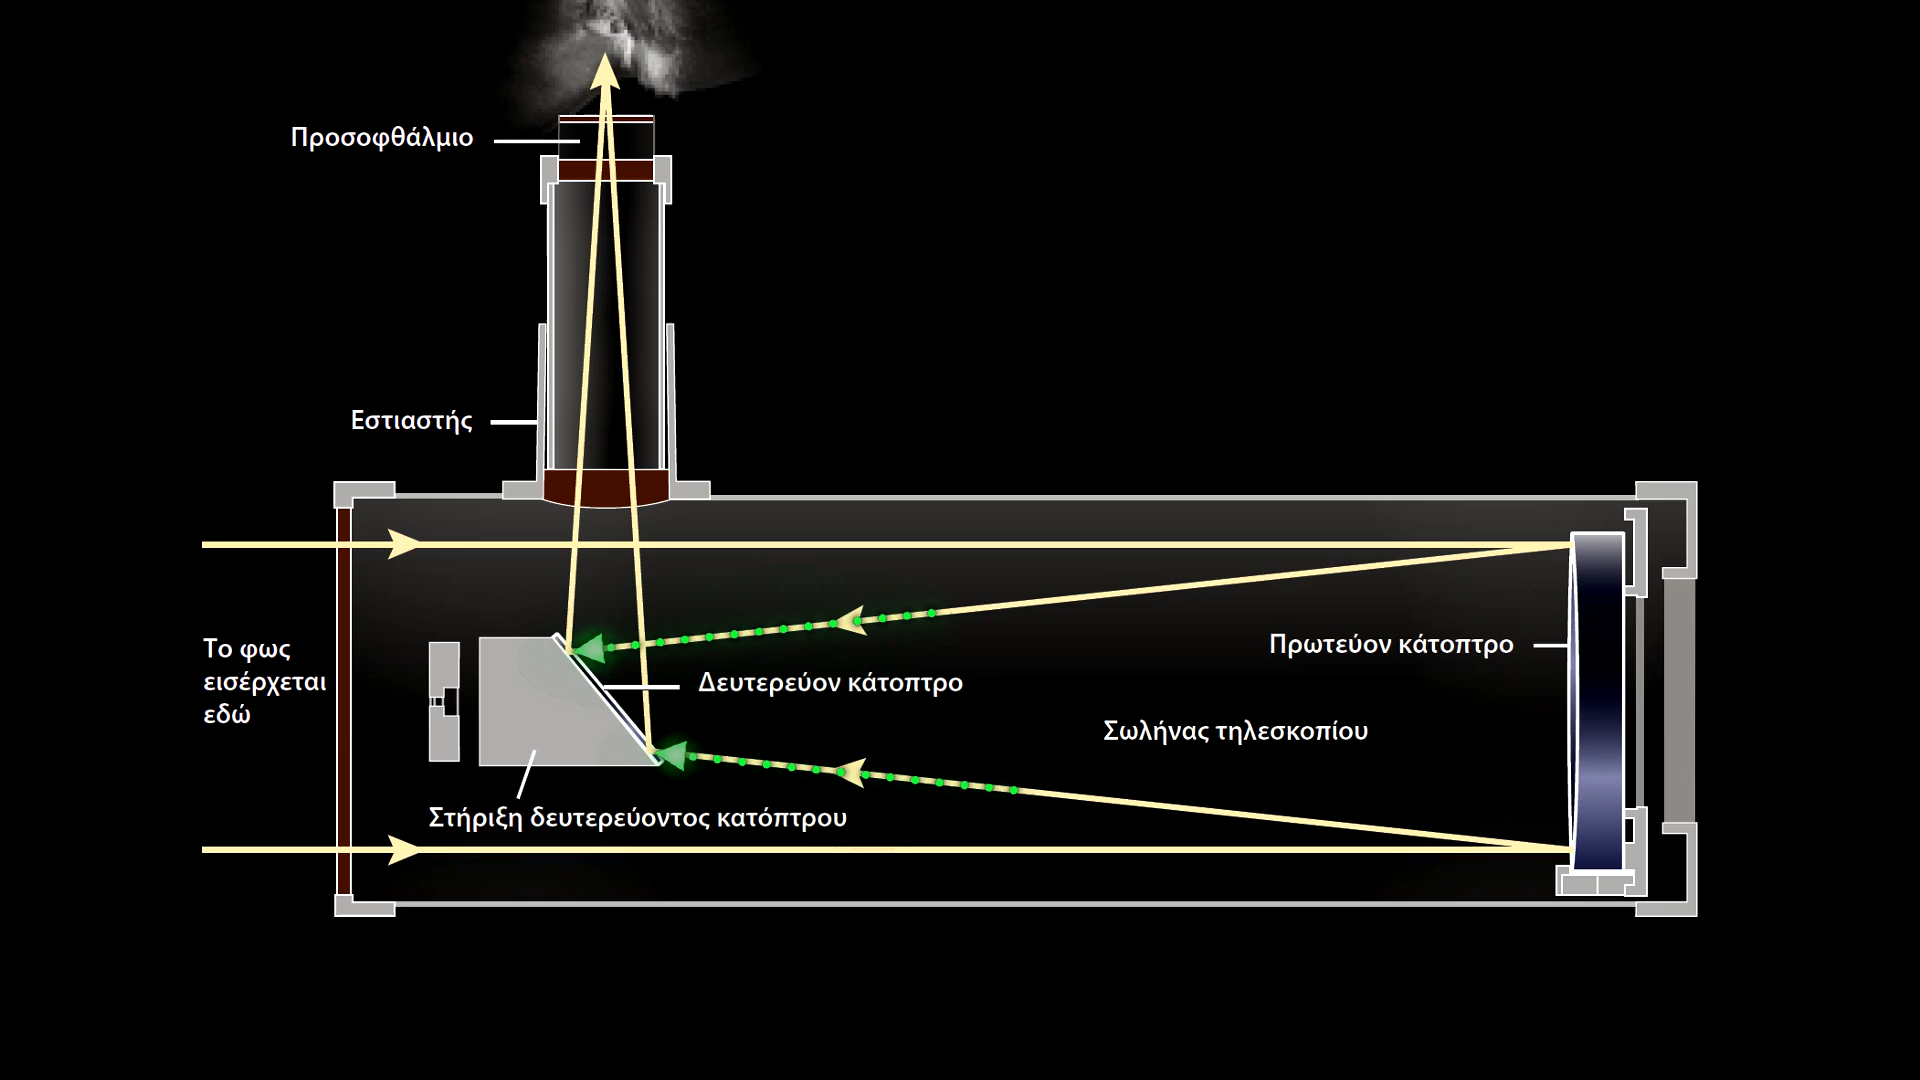 Προσοφθάλμιο
Εστιαστής
Το φως
εισέρχεται
εδώ
Πρωτεύον κάτοπτρο
Δευτερεύον κάτοπτρο
Σωλήνας τηλεσκοπίου
Στήριξη δευτερεύοντος κατόπτρου